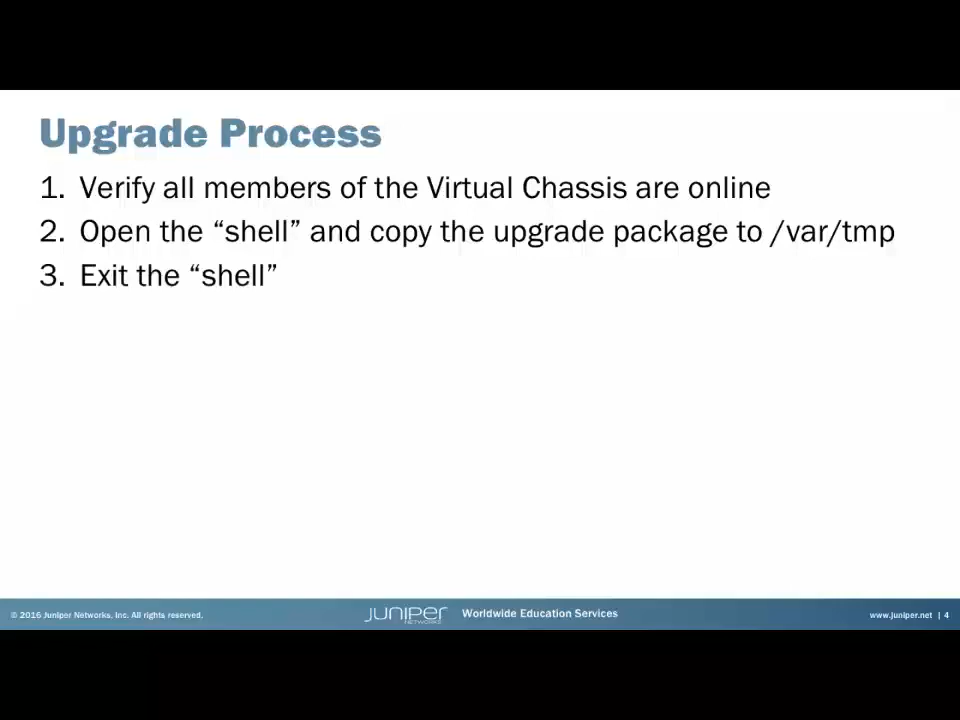 Upgrade Process
1. Verify all members of the Virtual Chassis are online
2. Open the “shell” and copy the upgrade package to /var/tmp
3. Exit the “shell”
© 2016 Juniper Networks, Inc. All rights reserved.
JUNIPER
NETWORKS
Worldwide Education Services
www.juniper.net | 4